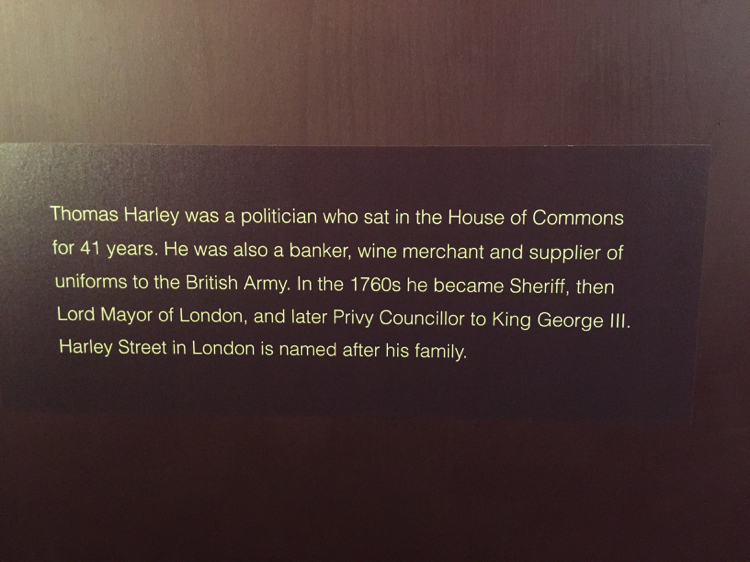 Thomas Harley was a politician who sat in the House of Commons
for 41 years. He was also a banker, wine merchant and supplier of
uniforms to the British Army. In the 1760s he became Sheriff, then
Lord Mayor of London, and later Privy Councillor to King George III.
Harley Street in London is named after his family.